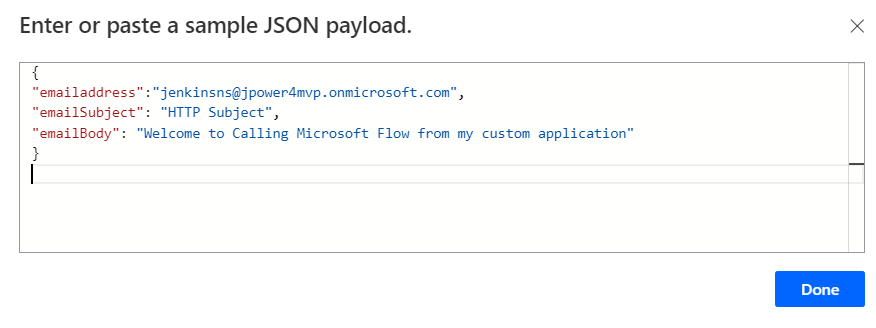 Enter or paste a sample JSON payload.
{
"emailaddress":"jenkinsns@jpower4mvp.onmicrosoft.com",
"emailSubject": "HTTP Subject",
"emailBody": "Welcome to Calling Microsoft Flow from my custom application"
}
Done